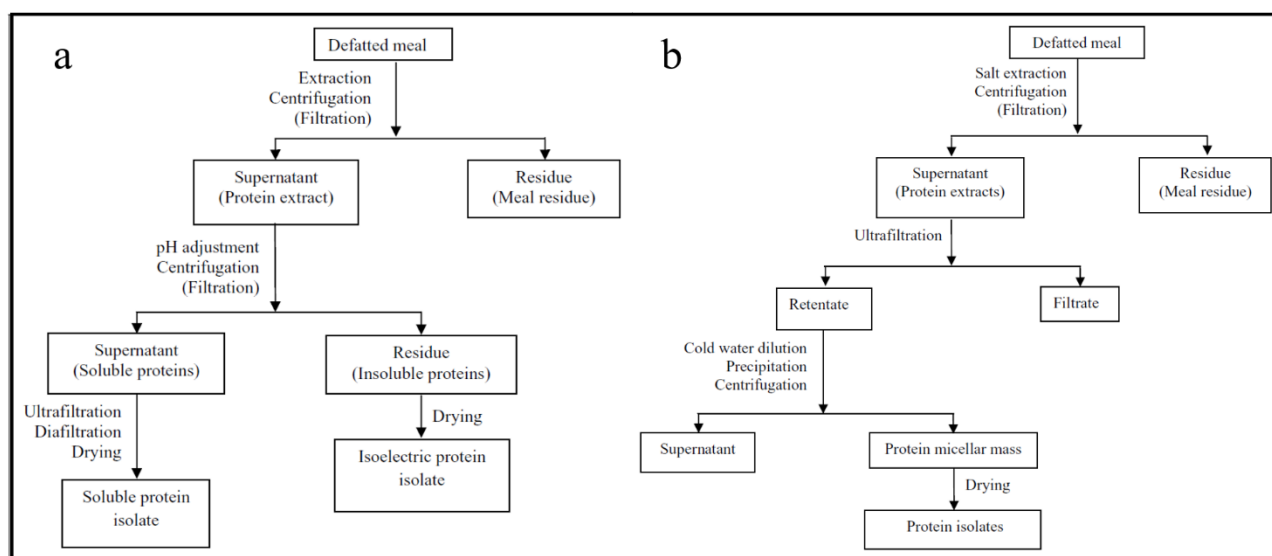 a
Defatted meal
Extraction
Centrifugation
(Filtration)
Supernatant
(Protein extract)
Residue
(Meal residue)
pH adjustment
Centrifugation
(Filtration)
Supernatant
(Soluble proteins)
Residue
(Insoluble proteins)
Ultrafiltration
Diafiltration
Drying
Drying
Soluble protein
isolate
Isoelectric protein
isolate
b
Defatted meal
Salt extraction
Centrifugation
(Filtration)
Supernatant
(Protein extracts)
Residue
(Meal residue)
Ultrafiltration
Retentate
Filtrate
Cold water dilution
Precipitation
Centrifugation
Supernatant
Protein micellar mass
Drying
Protein isolates